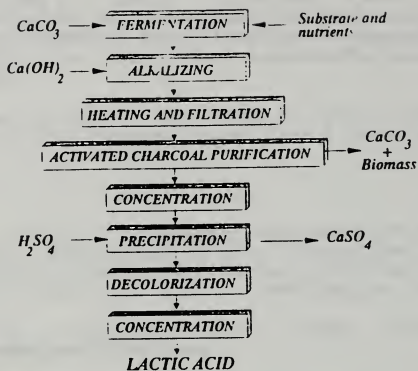 CaCO3
FERMENTATION
Substrate and
nutrients
Ca(OH)2
ALKALIZING
HEATING AND FILTRATION
ACTIVATED CHARCOAL PURIFICATION
CaCO3
+
Biomass
CONCENTRATION
H2SO4
PRECIPITATION
CaSO4
DECOLORIZATION
CONCENTRATION
LACTIC ACID